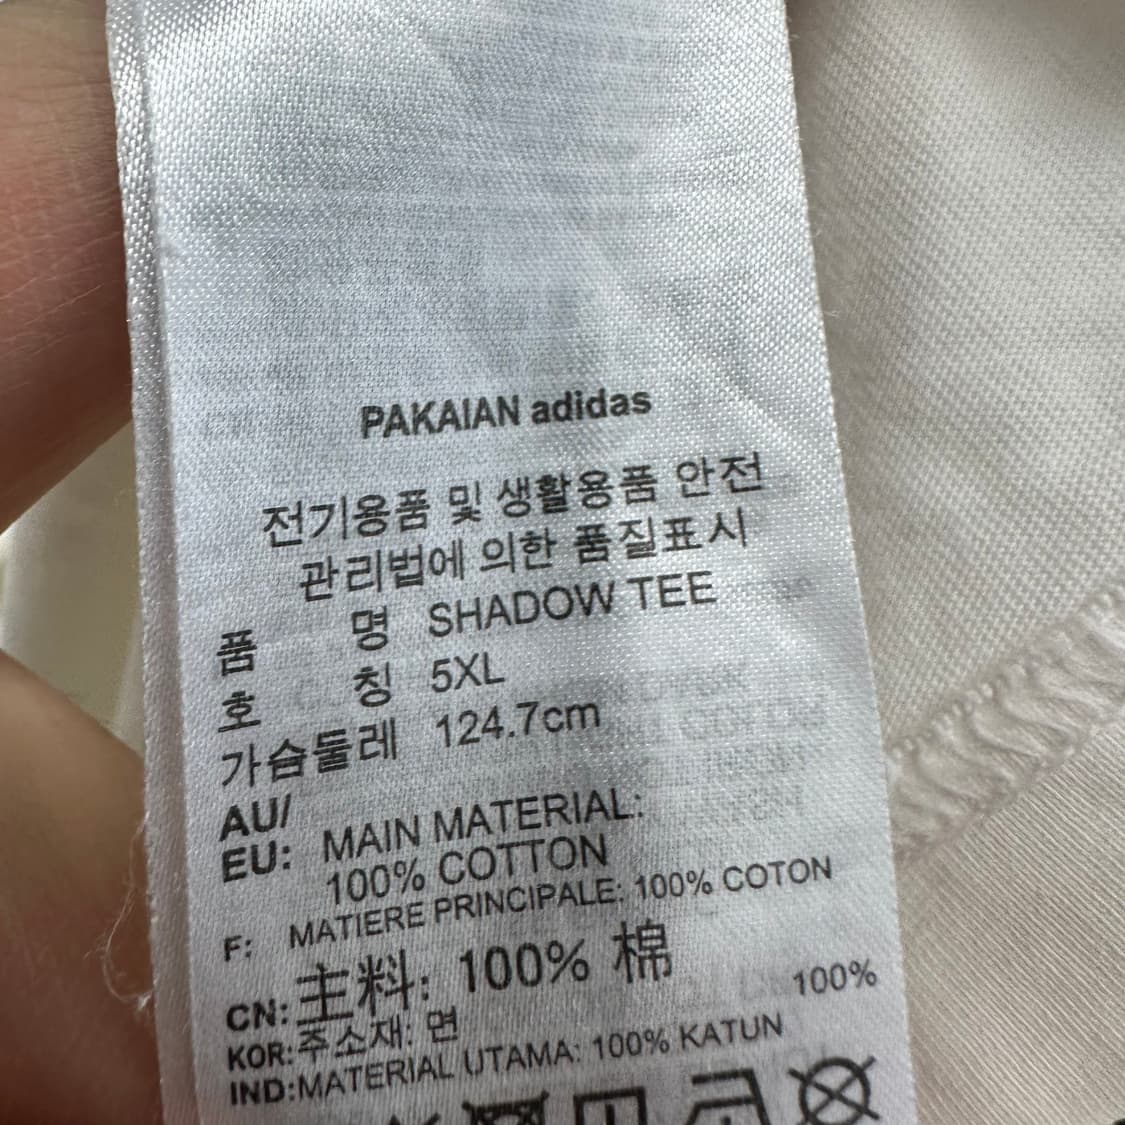 PAKAIAN adidas
전기용품 및 생활용품 안전
관리법에 의한 품질표시
품 명 SHADOW TEE
호 칭 5XL
가슴둘레 124.7cm
AU/
EU: MAIN MATERIAL:
100% COTTON
F: MATIERE PRINCIPALE: 100% COTON
CN: 主料: 100% 棉
KOR: 주소재: 면 100%
IND: MATERIAL UTAMA: 100% KATUN